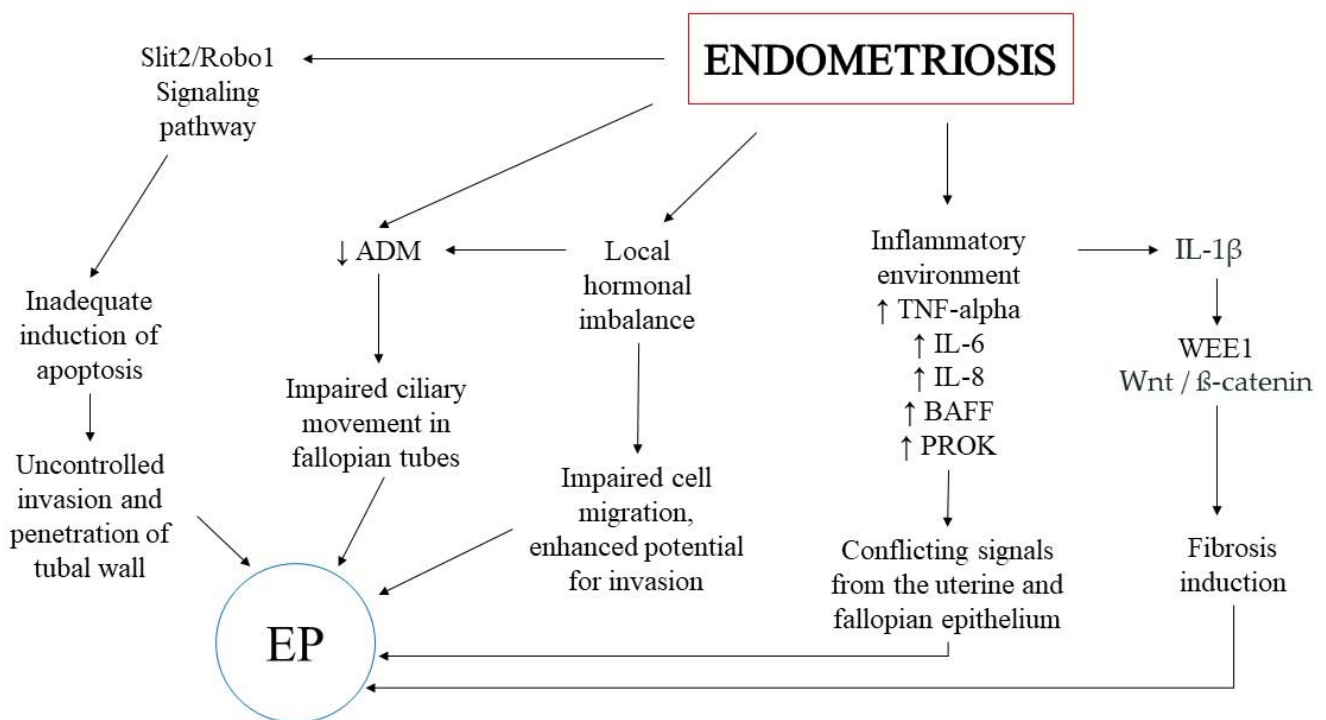 ENDOMETRIOSIS
Slit2/Robo1
Signaling
pathway
Inadequate
induction of
apoptosis
Uncontrolled
invasion and
penetration of
tubal wall
↓ ADM
Impaired ciliary
movement in
fallopian tubes
Local
hormonal
imbalance
Impaired cell
migration,
enhanced potential
for invasion
Inflammatory
environment
↑ TNF-alpha
↑ IL-6
↑ IL-8
↑ BAFF
↑ PROK
Conflicting signals
from the uterine and
fallopian epithelium
IL-1β
WEE1
Wnt / ß-catenin
Fibrosis
induction
EP